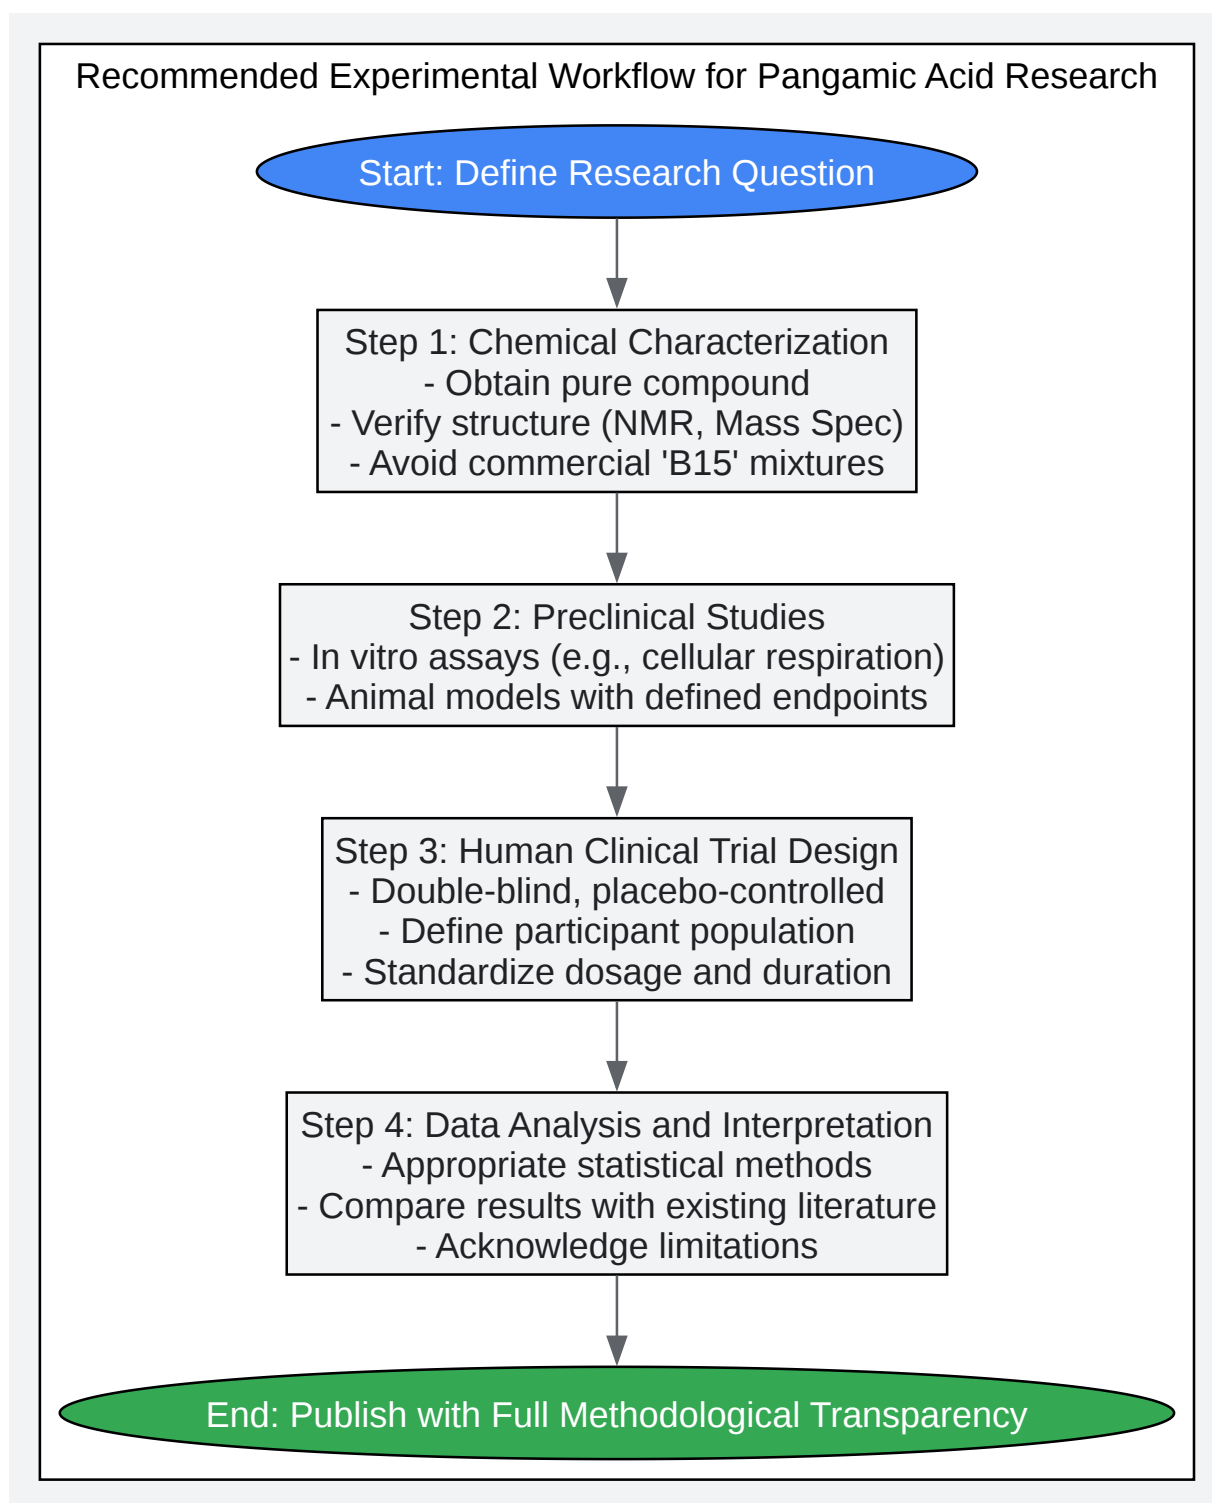 Recommended Experimental Workflow for Pangamic Acid Research
Start: Define Research Question
Step 1: Chemical Characterization
- Obtain pure compound
- Verify structure (NMR, Mass Spec)
- Avoid commercial 'B15' mixtures
Step 2: Preclinical Studies
- In vitro assays (e.g., cellular respiration)
- Animal models with defined endpoints
Step 3: Human Clinical Trial Design
- Double-blind, placebo-controlled
- Define participant population
- Standardize dosage and duration
Step 4: Data Analysis and Interpretation
- Appropriate statistical methods
- Compare results with existing literature
- Acknowledge limitations
End: Publish with Full Methodological Transparency